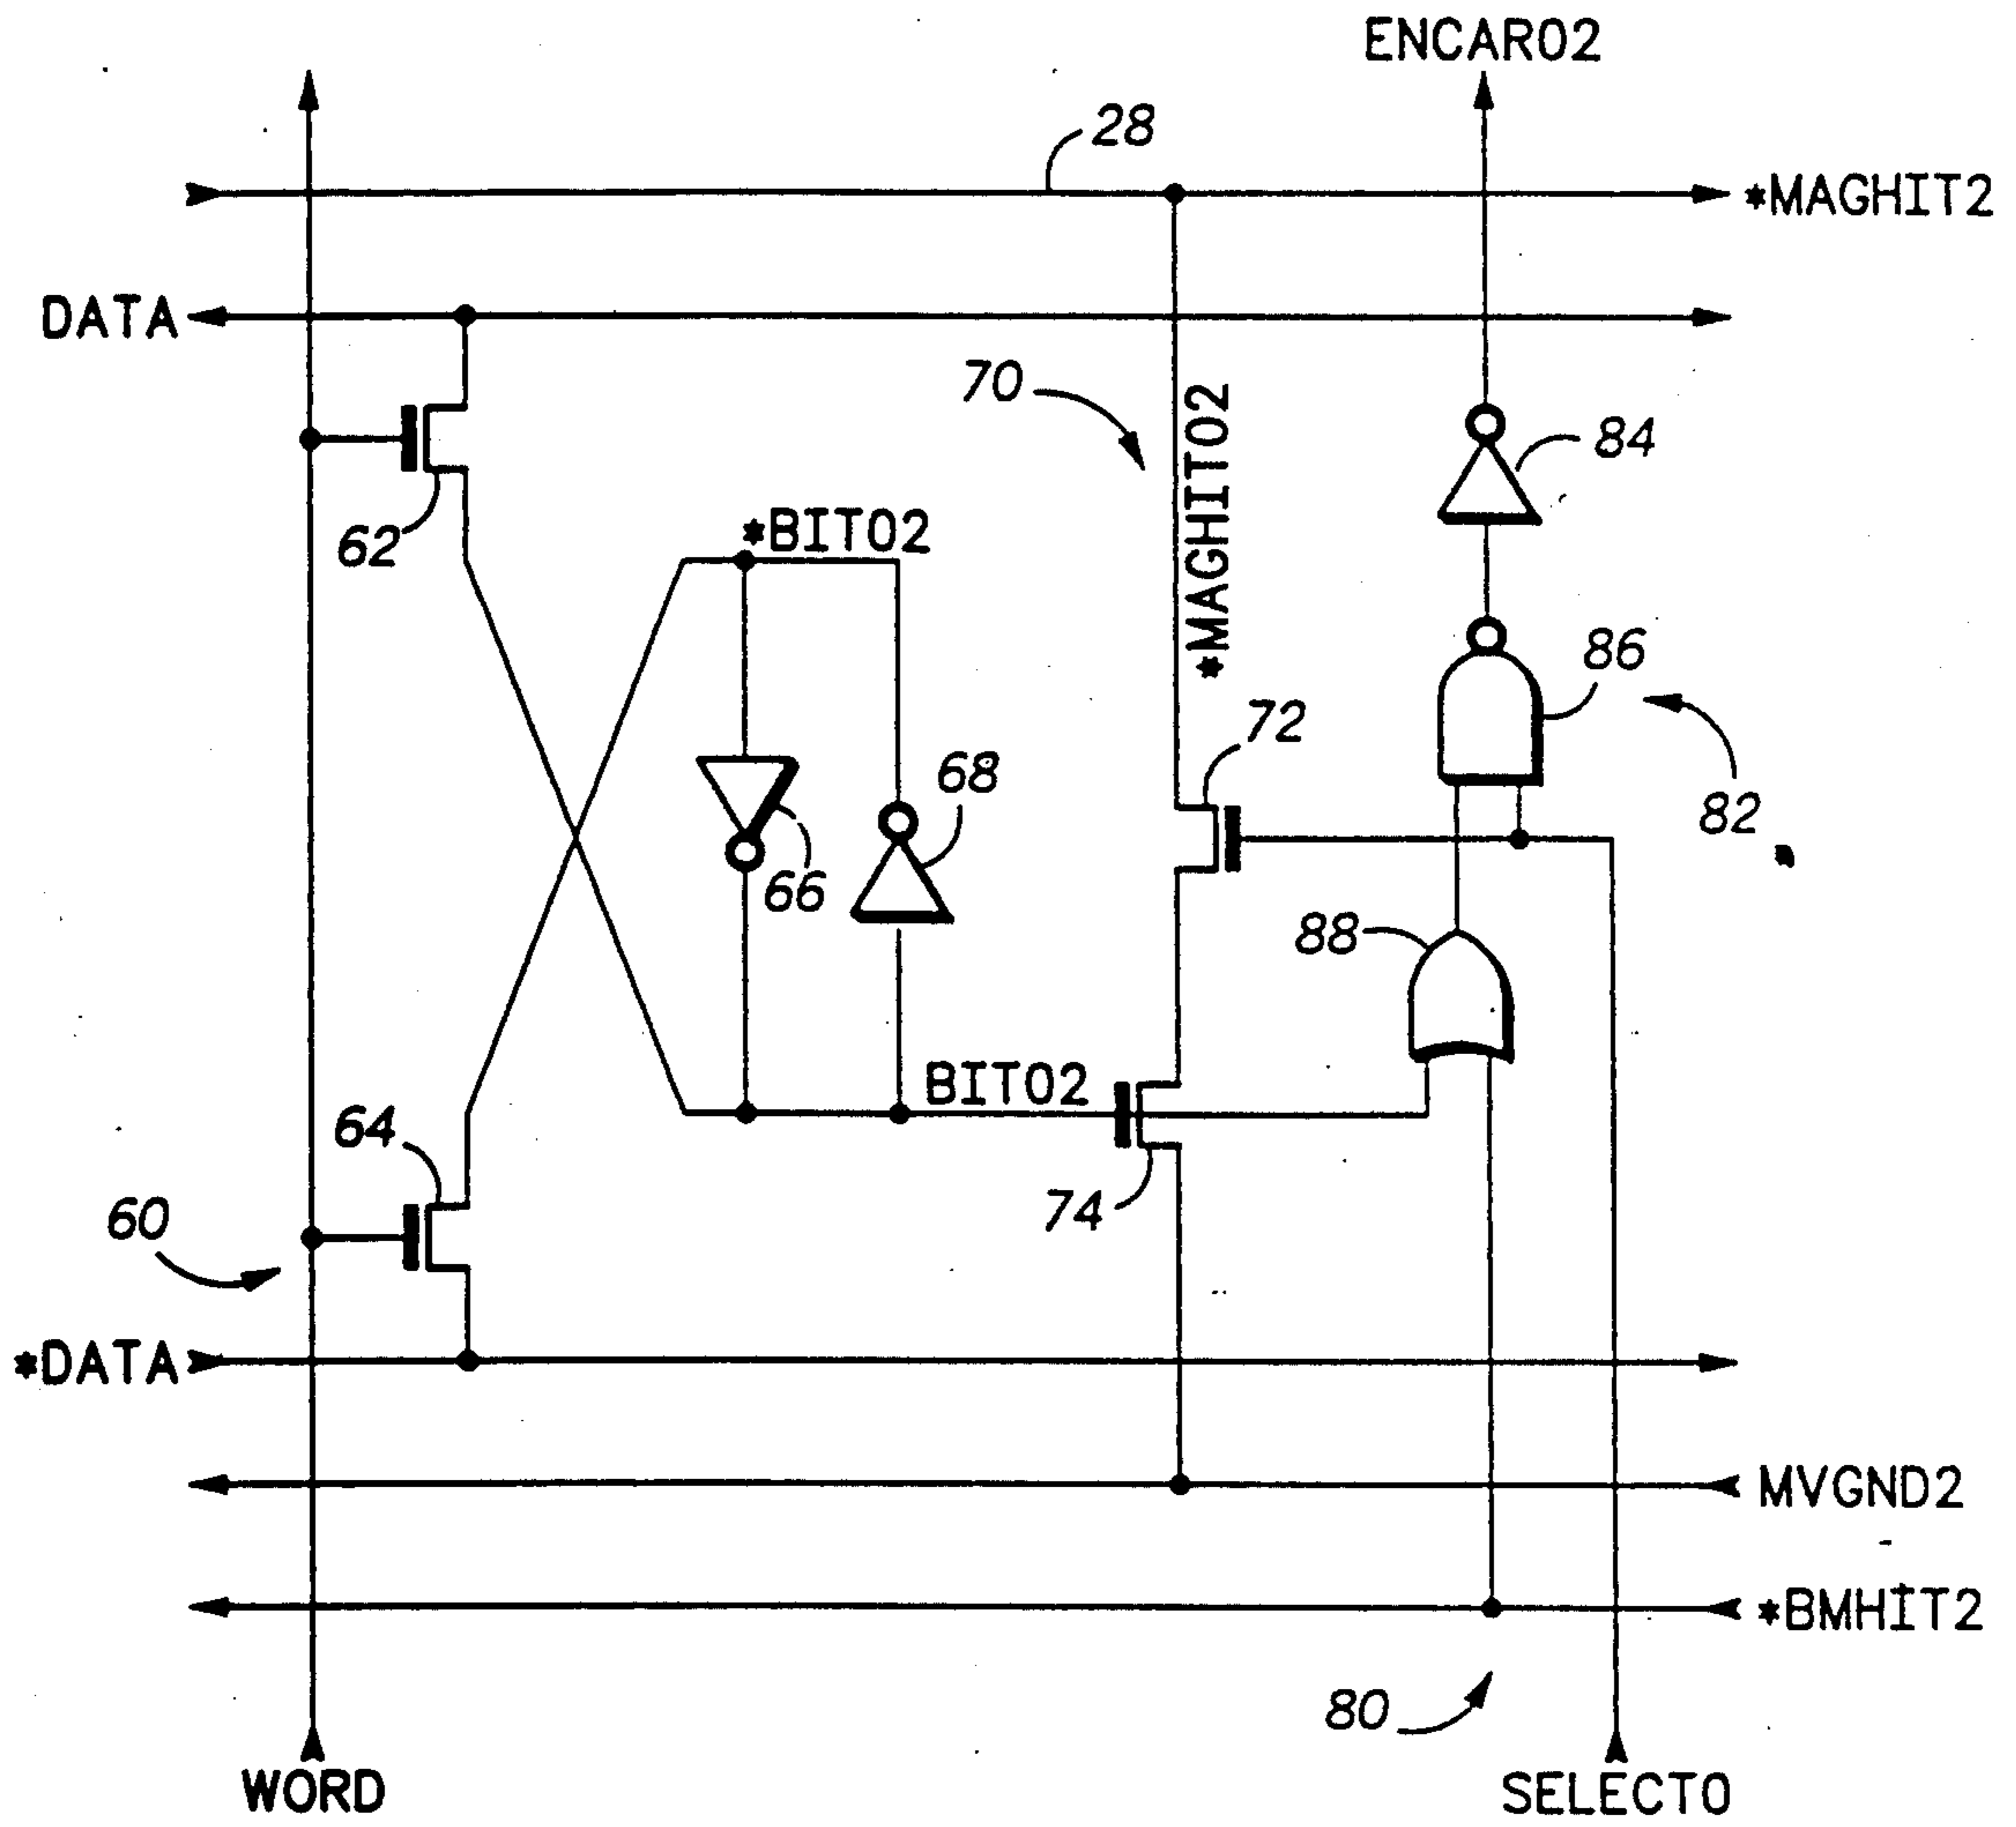 ENCAR02
28
*MAGHIT2
DATA
70
*MAGHIT02
84
62
*BIT02
86
72
68
82
66
88
BIT02
64
74
60
*DATA
MVGND2
*BMHIT2
80
WORD
SELECT0